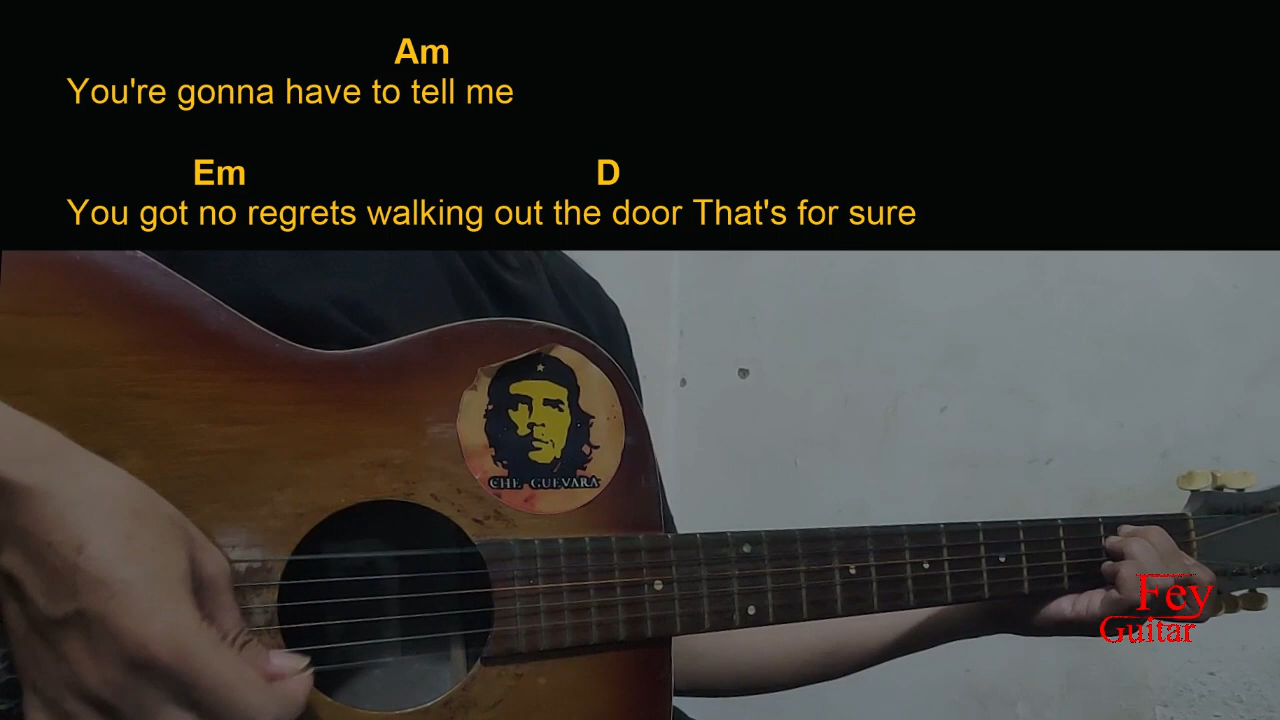 Am
You're gonna have to tell me
Em D
You got no regrets walking out the door That's for sure
CHE GUEVARA
Fey
Guitar